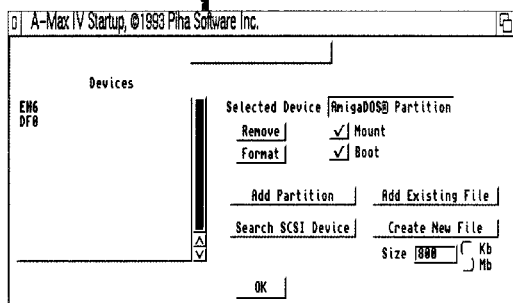 A-Max IV Startup, ©1993 Piha Software Inc.
Devices
EM6
DF0
Selected Device AmigaDOS® Partition
Remove ✓ Mount
Format ✓ Boot
Add Partition Add Existing File
Search SCSI Device Create New File
Size 800 Kb
Mb
OK